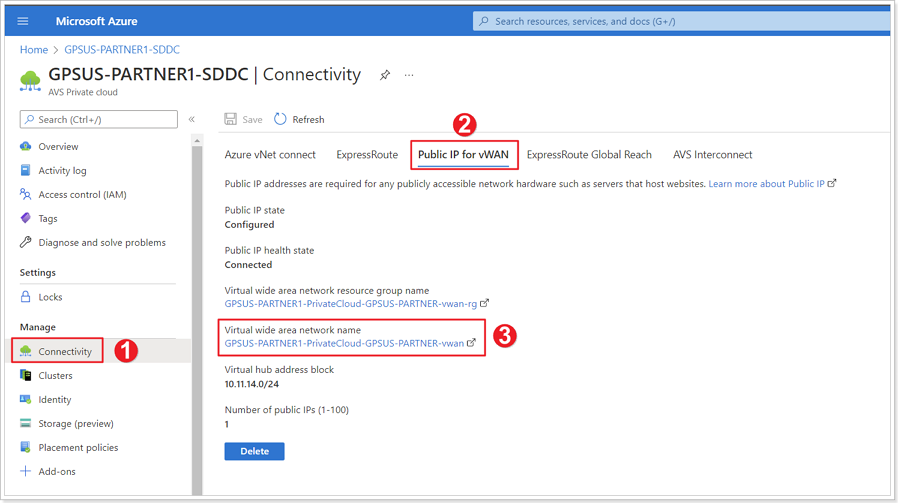 Microsoft Azure
Search resources, services, and docs (G+/)
Home > GPSUS-PARTNER1-SDDC
GPSUS-PARTNER1-SDDC | Connectivity ...
AVS Private cloud
Search (Ctrl+/)
«
Save
Refresh
Overview
Activity log
Access control (IAM)
Tags
Diagnose and solve problems
Settings
Locks
Manage
Connectivity
1
Clusters
Identity
Storage (preview)
Placement policies
Add-ons
2
Azure vNet connect ExpressRoute Public IP for vWAN ExpressRoute Global Reach AVS Interconnect
Public IP addresses are required for any publicly accessible network hardware such as servers that host websites. Learn more about Public IP
Public IP state
Configured
Public IP health state
Connected
Virtual wide area network resource group name
GPSUS-PARTNER1-PrivateCloud-GPSUS-PARTNER-vwan-rg
Virtual wide area network name
GPSUS-PARTNER1-PrivateCloud-GPSUS-PARTNER-vwan
3
Virtual hub address block
10.11.14.0/24
Number of public IPs (1-100)
1
Delete